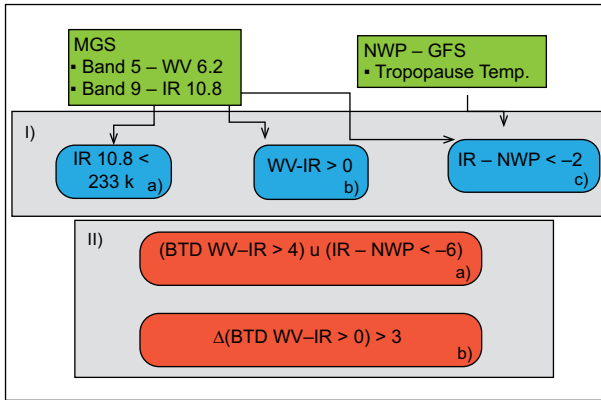 MGS
▪ Band 5 – WV 6.2
▪ Band 9 – IR 10.8
NWP – GFS
▪ Tropopause Temp.
I)
IR 10.8 <
233 k
a)
WV-IR > 0
b)
IR – NWP < –2
c)
II)
(BTD WV–IR > 4) u (IR – NWP < –6)
a)
Δ(BTD WV–IR > 0) > 3
b)